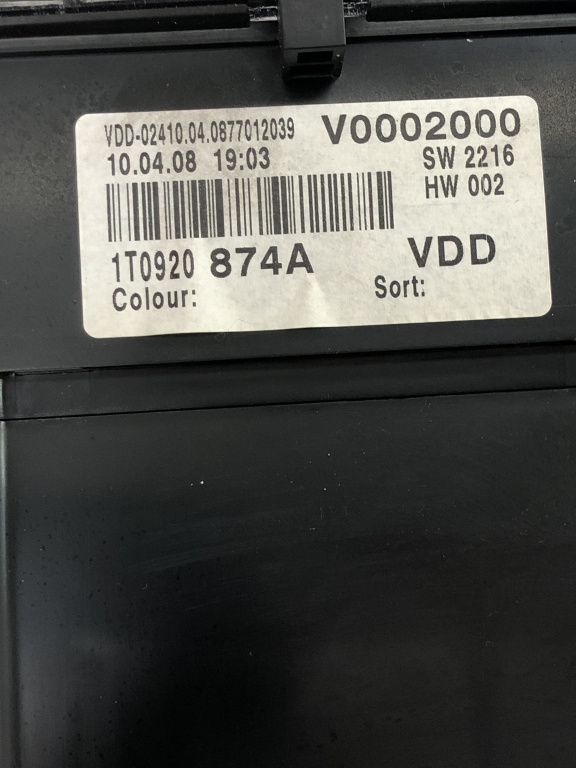 VDD-02410.04.0877012039 V0002000
10.04.08 19:03 SW 2216
HW 002
1T0920 874A VDD
Colour: Sort: